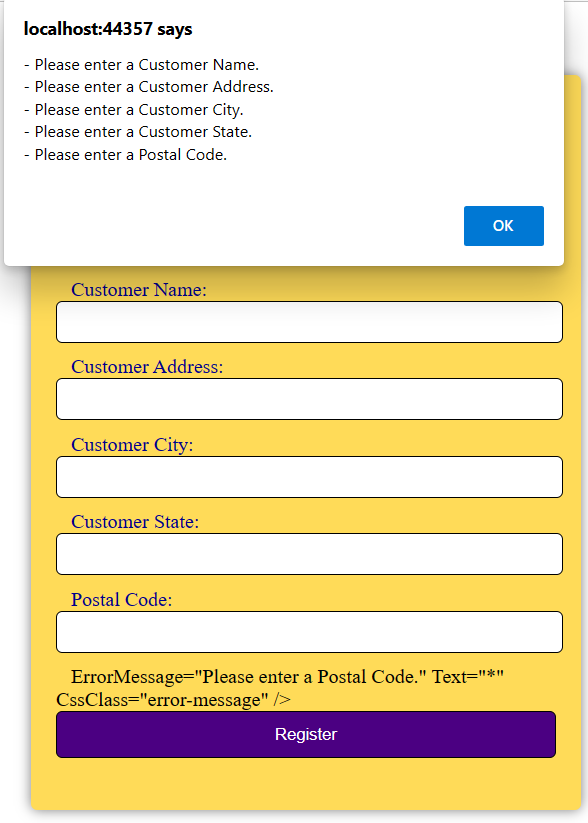 localhost:44357 says
- Please enter a Customer Name.
- Please enter a Customer Address.
- Please enter a Customer City.
- Please enter a Customer State.
- Please enter a Postal Code.
OK
Customer Name:
Customer Address:
Customer City:
Customer State:
Postal Code:
ErrorMessage="Please enter a Postal Code." Text="*"
CssClass="error-message" />
Register